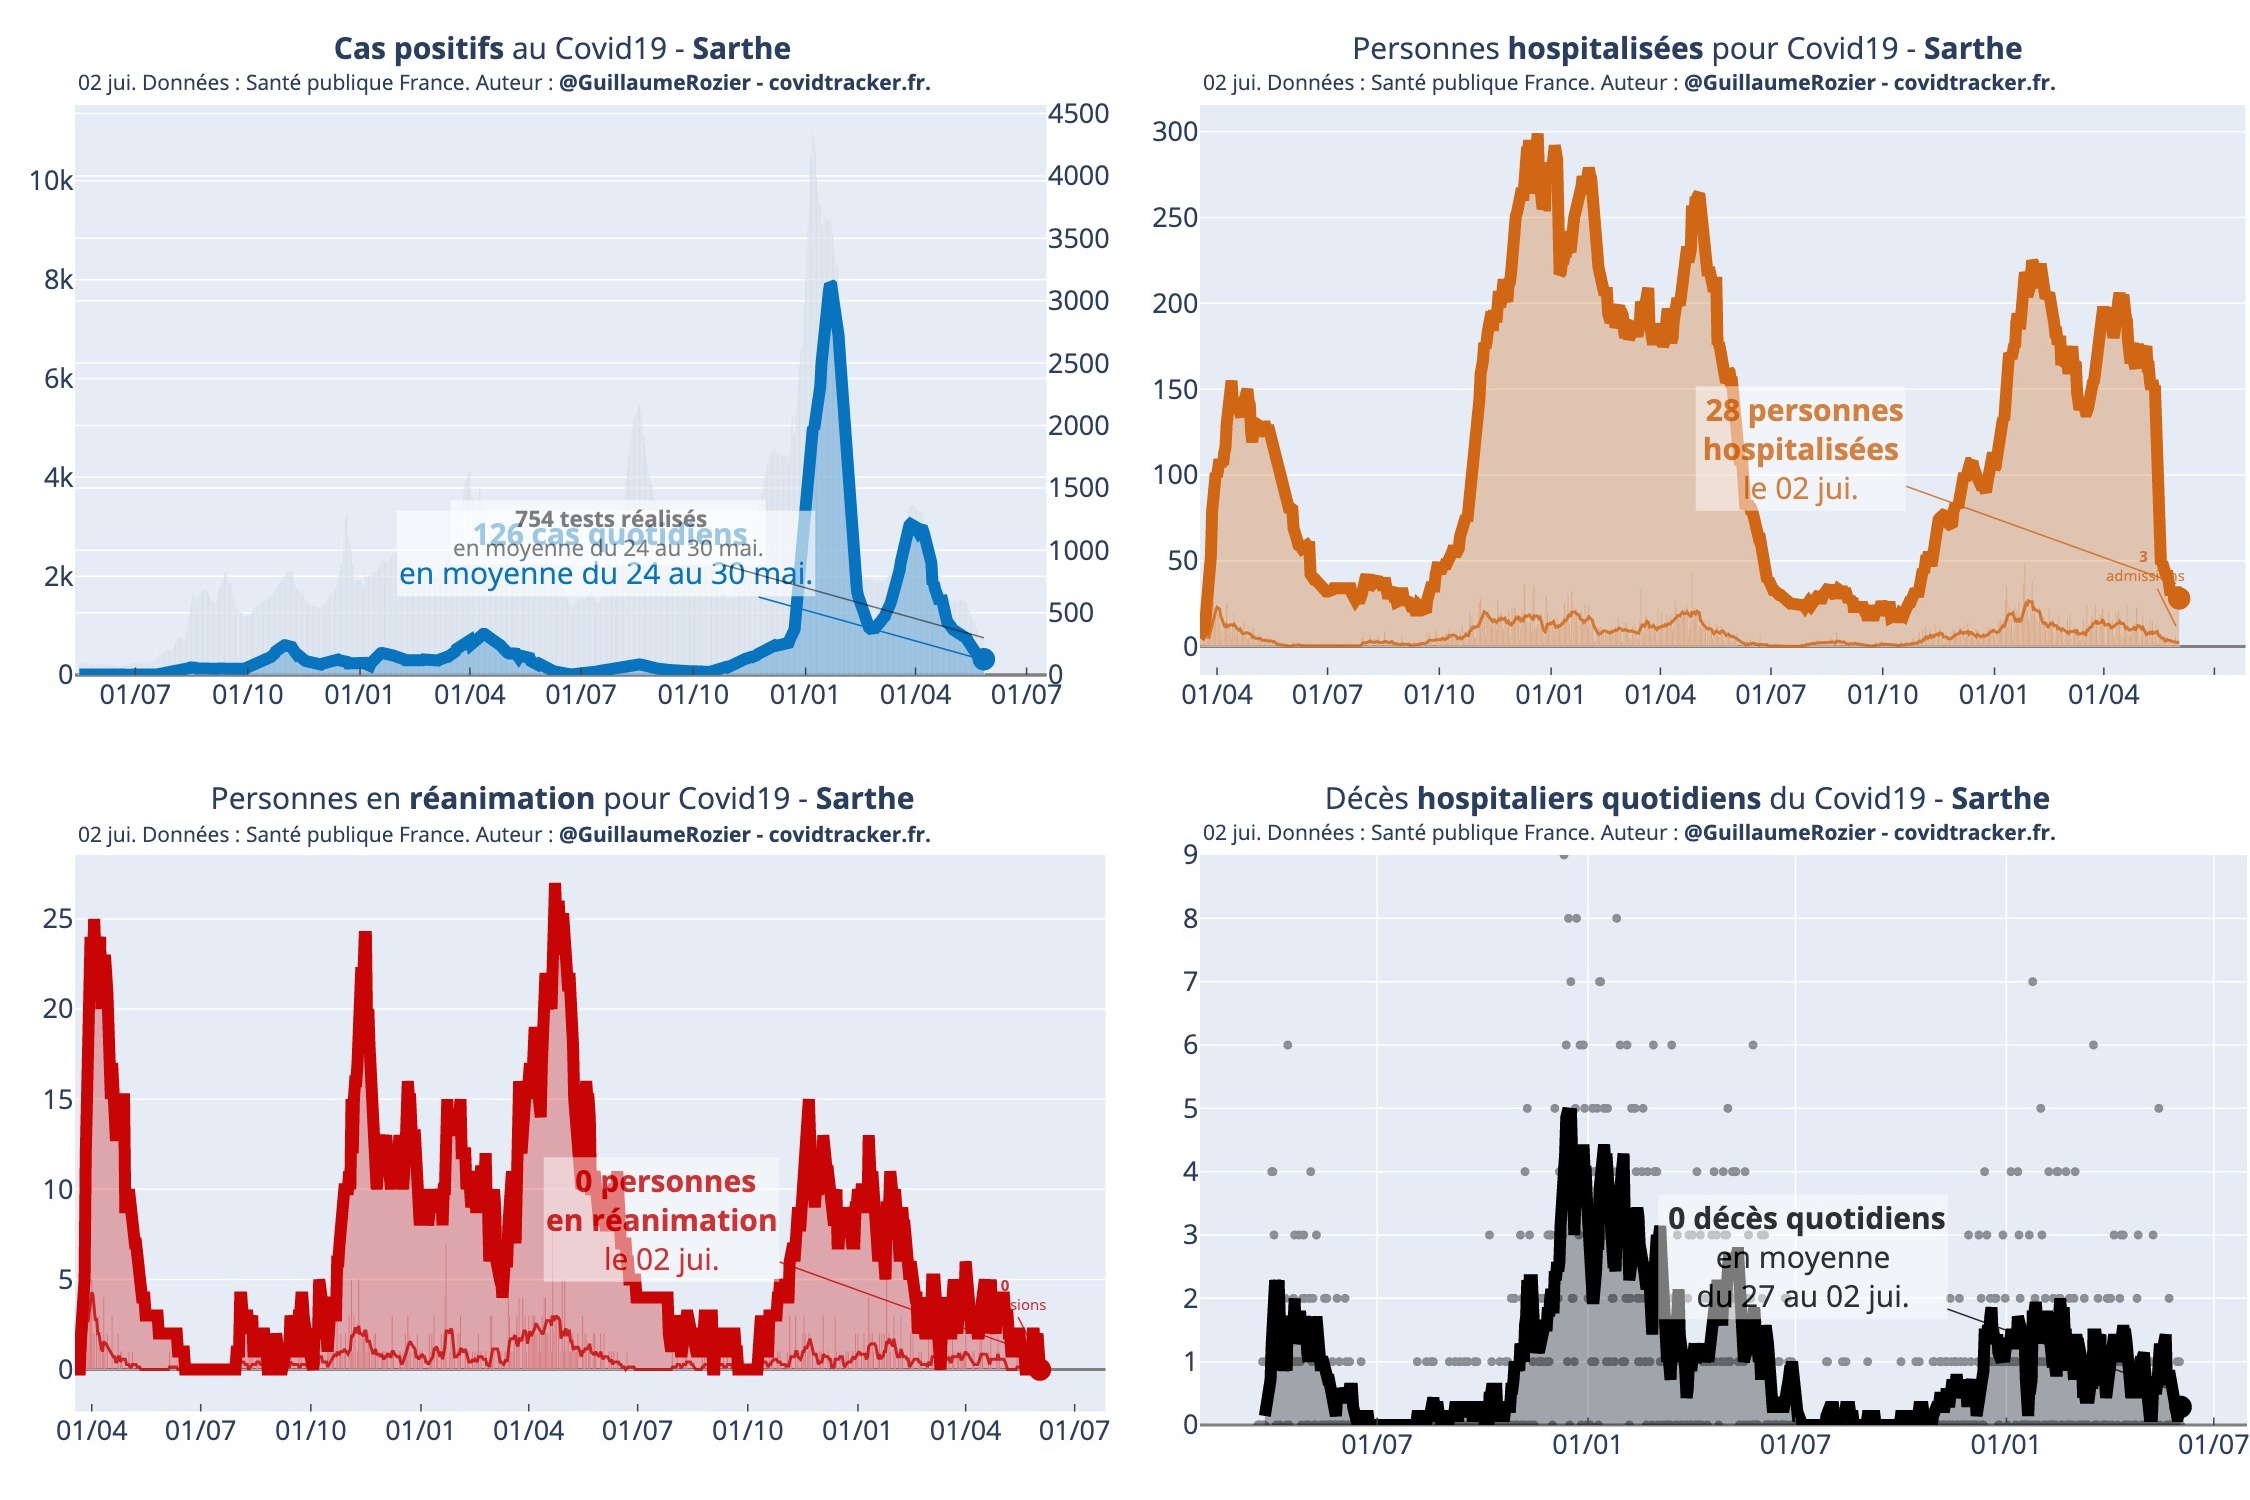 Cas positifs au Covid19 - Sarthe
02 jui. Données : Santé publique France. Auteur : @GuillaumeRozier - covidtracker.fr.
10k
8k
6k
4k
2k
0
4500
4000
3500
3000
2500
2000
1500
1000
500
0
754 tests réalisés
en moyenne du 24 au 30 mai.
126 cas quotidiens
en moyenne du 24 au 30 mai.
01/07 01/10 01/01 01/04 01/07 01/10 01/01 01/04 01/07
Personnes hospitalisées pour Covid19 - Sarthe
02 jui. Données : Santé publique France. Auteur : @GuillaumeRozier - covidtracker.fr.
300
250
200
150
100
50
0
28 personnes
hospitalisées
le 02 jui.
3
admissions
01/04 01/07 01/10 01/01 01/04 01/07 01/10 01/01 01/04
Personnes en réanimation pour Covid19 - Sarthe
02 jui. Données : Santé publique France. Auteur : @GuillaumeRozier - covidtracker.fr.
25
20
15
10
5
0
0 personnes
en réanimation
le 02 jui.
0
01/04 01/07 01/10 01/01 01/04 01/07 01/10 01/01 01/04 01/07
Décès hospitaliers quotidiens du Covid19 - Sarthe
02 jui. Données : Santé publique France. Auteur : @GuillaumeRozier - covidtracker.fr.
9
8
7
6
5
4
3
2
1
0
0 décès quotidiens
en moyenne
du 27 au 02 jui.
01/07 01/01 01/07 01/01 01/07